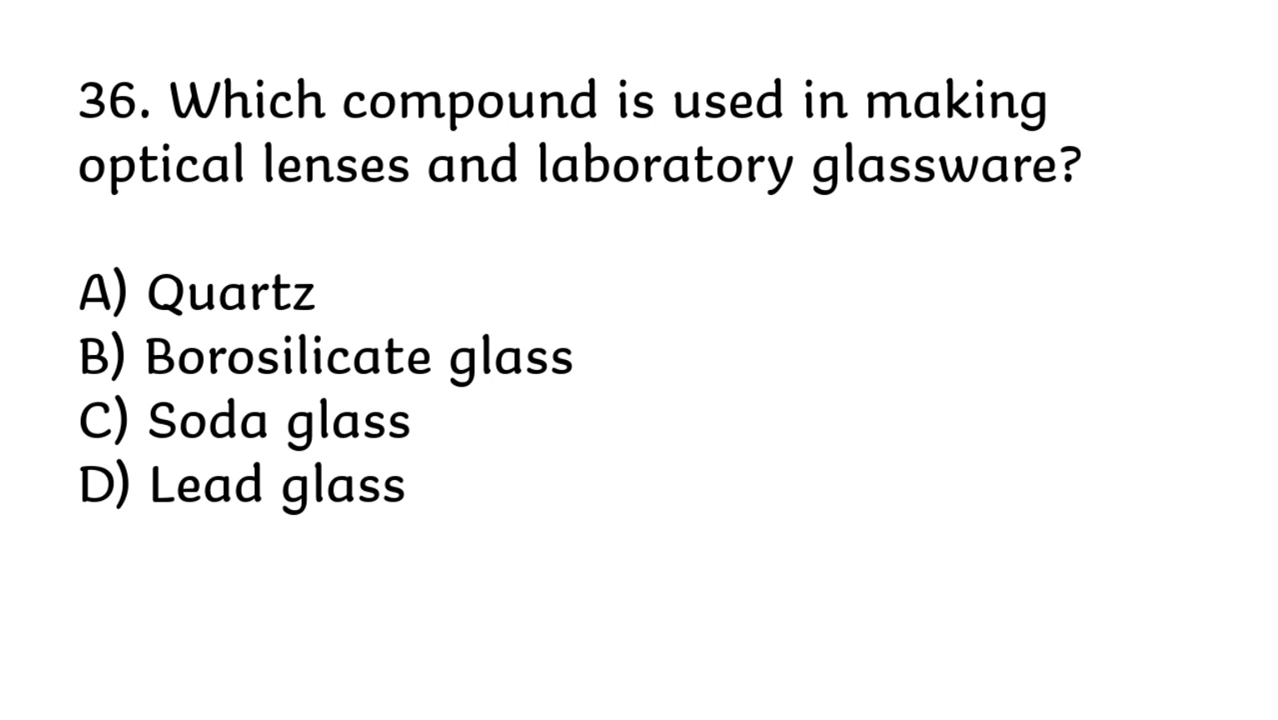 36. Which compound is used in making
optical lenses and laboratory glassware?
A) Quartz
B) Borosilicate glass
C) Soda glass
D) Lead glass